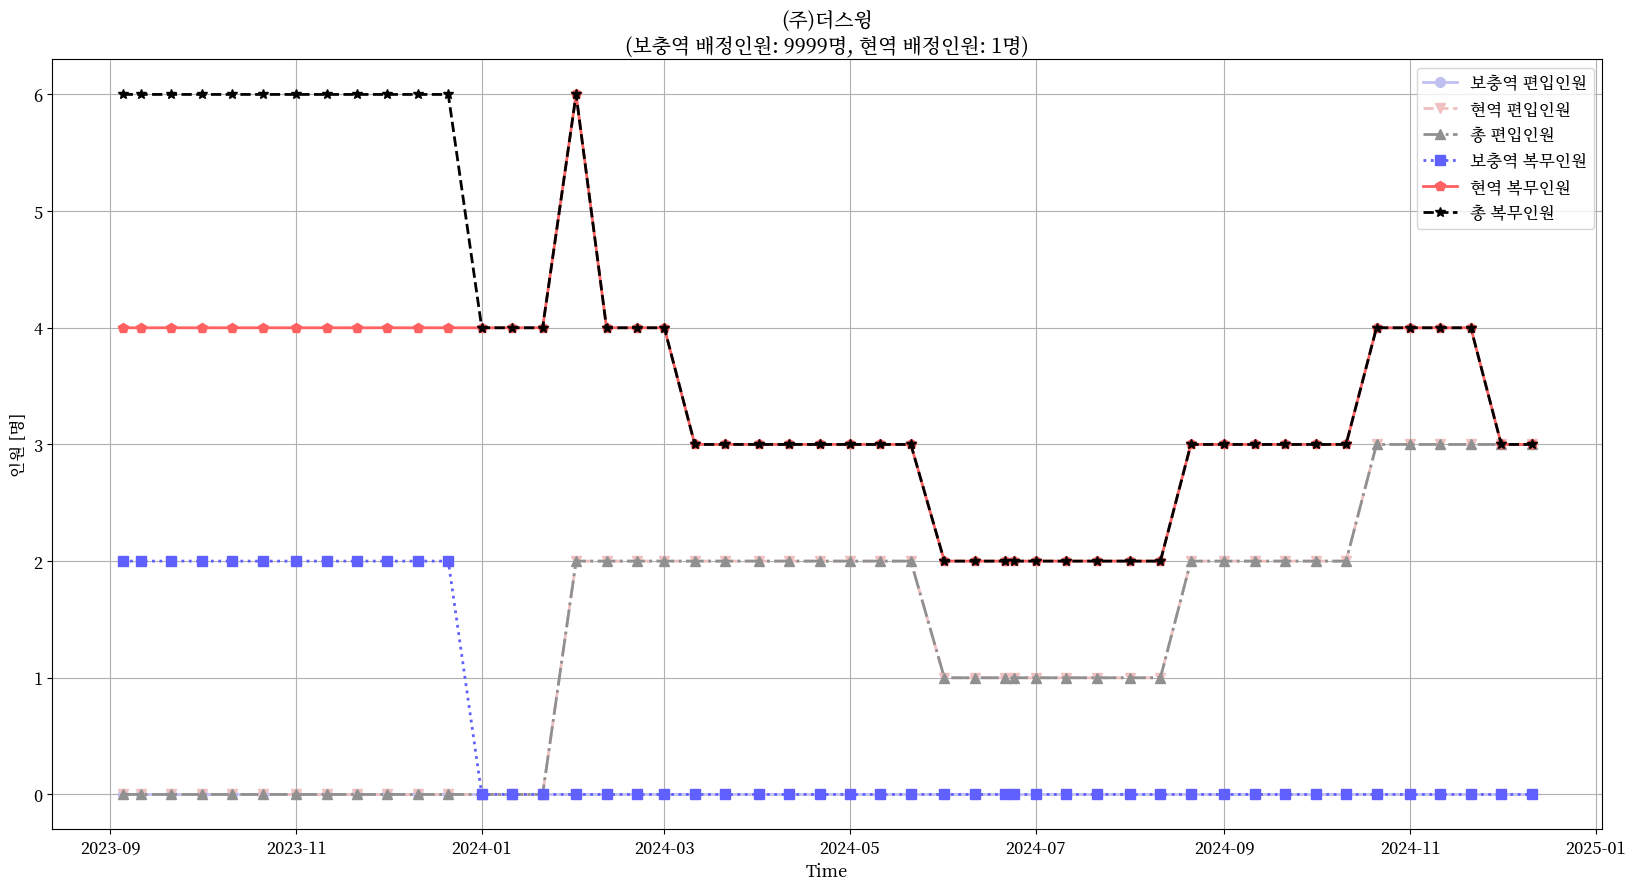 (주)더스윙
(보충역 배정인원: 9999명, 현역 배정인원: 1명)
보충역 편입인원
현역 편입인원
총 편입인원
보충역 복무인원
현역 복무인원
총 복무인원
인원 [명]
6
5
4
3
2
1
0
2023-09
2023-11
2024-01
2024-03
2024-05
2024-07
2024-09
2024-11
2025-01
Time